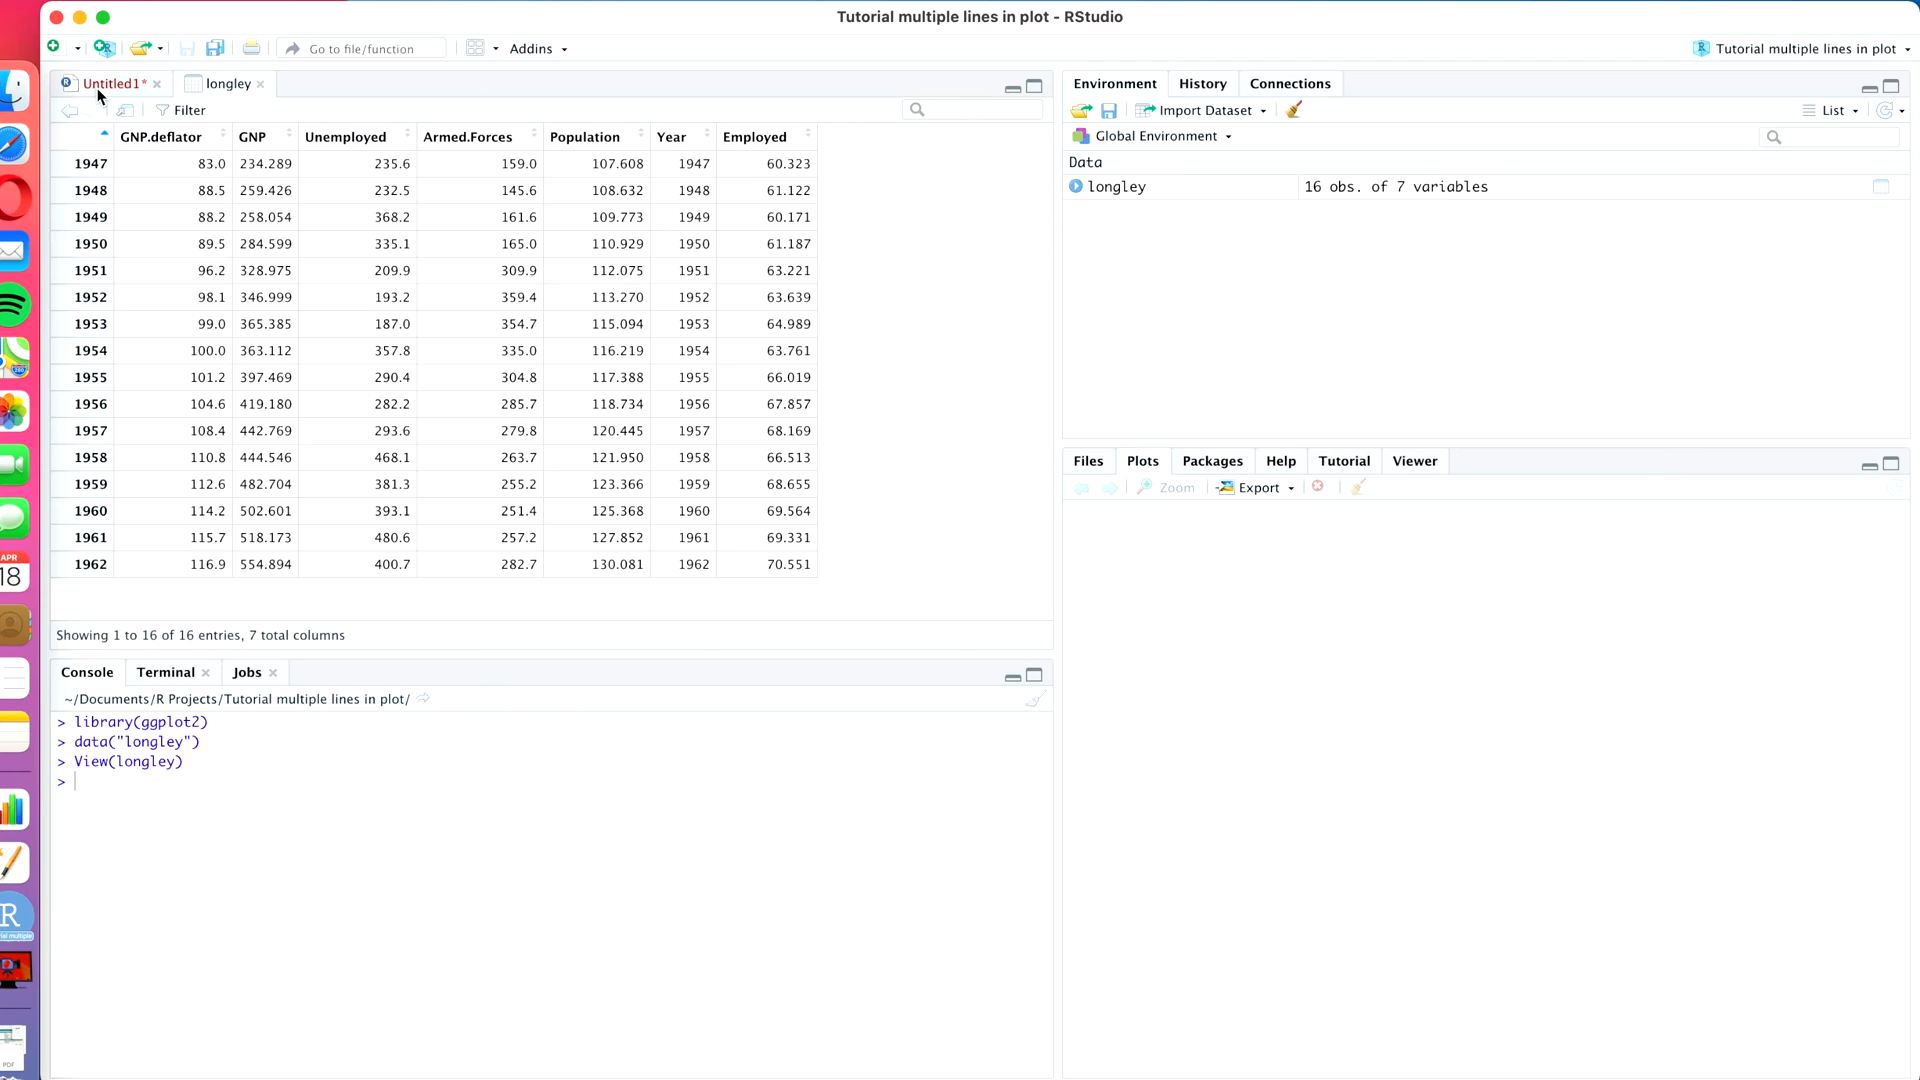 Tutorial multiple lines in plot - RStudio
Go to file/function
Addins
Tutorial multiple lines in plot
Untitled1*
longley
Filter
GNP.deflator GNP Unemployed Armed.Forces Population Year Employed
1947 83.0 234.289 235.6 159.0 107.608 1947 60.323
1948 88.5 259.426 232.5 145.6 108.632 1948 61.122
1949 88.2 258.054 368.2 161.6 109.773 1949 60.171
1950 89.5 284.599 335.1 165.0 110.929 1950 61.187
1951 96.2 328.975 209.9 309.9 112.075 1951 63.221
1952 98.1 346.999 193.2 359.4 113.270 1952 63.639
1953 99.0 365.385 187.0 354.7 115.094 1953 64.989
1954 100.0 363.112 357.8 335.0 116.219 1954 63.761
1955 101.2 397.469 290.4 304.8 117.388 1955 66.019
1956 104.6 419.180 282.2 285.7 118.734 1956 67.857
1957 108.4 442.769 293.6 279.8 120.445 1957 68.169
1958 110.8 444.546 468.1 263.7 121.950 1958 66.513
1959 112.6 482.704 381.3 255.2 123.366 1959 68.655
1960 114.2 502.601 393.1 251.4 125.368 1960 69.564
1961 115.7 518.173 480.6 257.2 127.852 1961 69.331
1962 116.9 554.894 400.7 282.7 130.081 1962 70.551
Showing 1 to 16 of 16 entries, 7 total columns
Console Terminal Jobs
~/Documents/R Projects/Tutorial multiple lines in plot/
> library(ggplot2)
> data("longley")
> View(longley)
>
Environment History Connections
Import Dataset
List
Global Environment
Data
longley 16 obs. of 7 variables
Files Plots Packages Help Tutorial Viewer
Zoom Export
APR
18
R
PDF